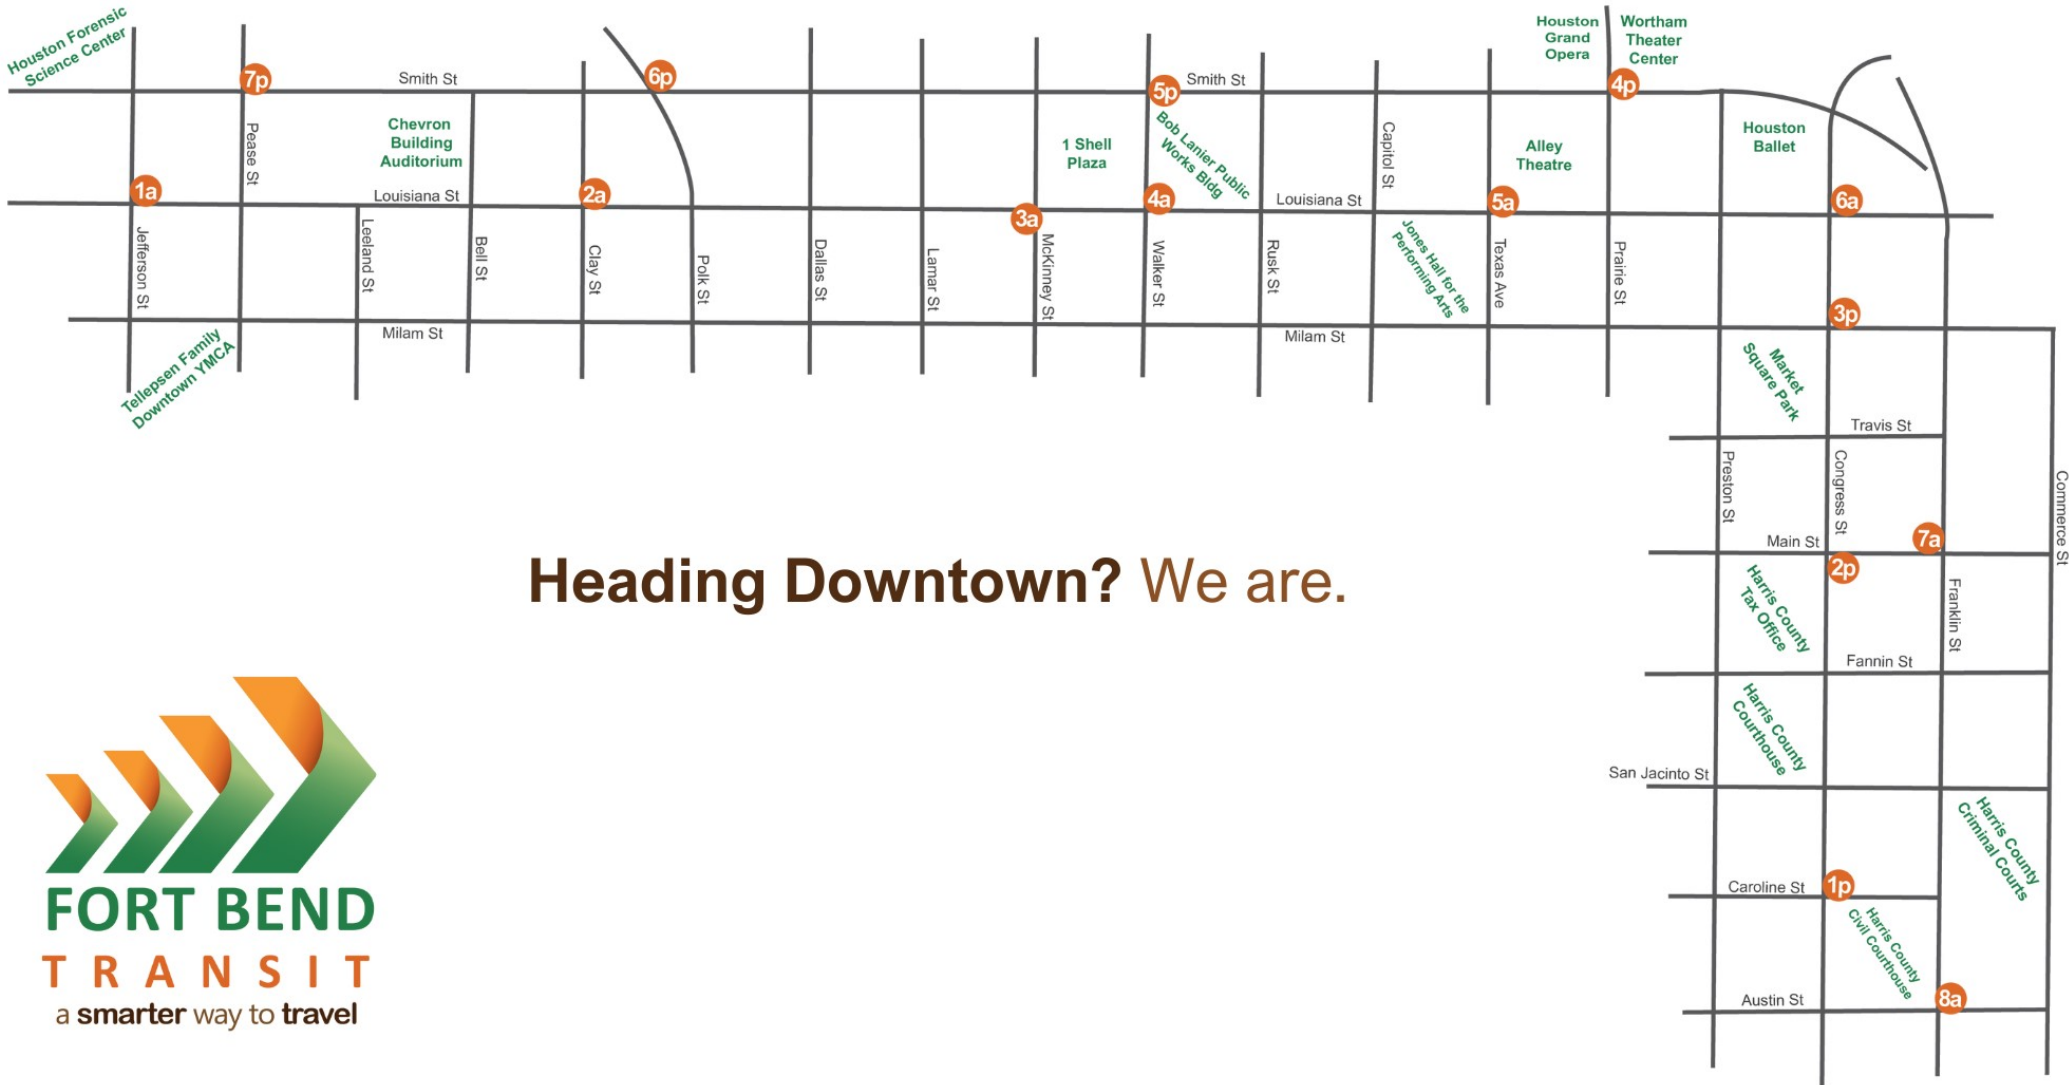 Houston Forensic
Science Center
Houston
Grand
Opera
Wortham
Theater
Center
7p
Smith St
6p
5p
Smith St
4p
Pease St
Chevron
Building
Auditorium
1 Shell
Plaza
Bob Lanier Public
Works Bldg
Capitol St
Alley
Theatre
Houston
Ballet
1a
Louisiana St
2a
3a
4a
Louisiana St
5a
6a
Jefferson St
Leeland St
Bell St
Clay St
Polk St
Dallas St
Lamar St
McKinney St
Walker St
Rusk St
Jones Hall for the
Performing Arts
Texas Ave
Prairie St
3p
Milam St
Milam St
Tellepsen Family
Downtown YMCA
Market
Square Park
Travis St
Preston St
Congress St
Commerce St
Main St
7a
2p
Heading Downtown? We are.
Harris County
Tax Office
Franklin St
Fannin St
Harris County
Courthouse
San Jacinto St
Harris County
Criminal Courts
Caroline St
1p
Harris County
Civil Courthouse
Austin St
8a
FORT BEND
TRANSIT
a smarter way to travel